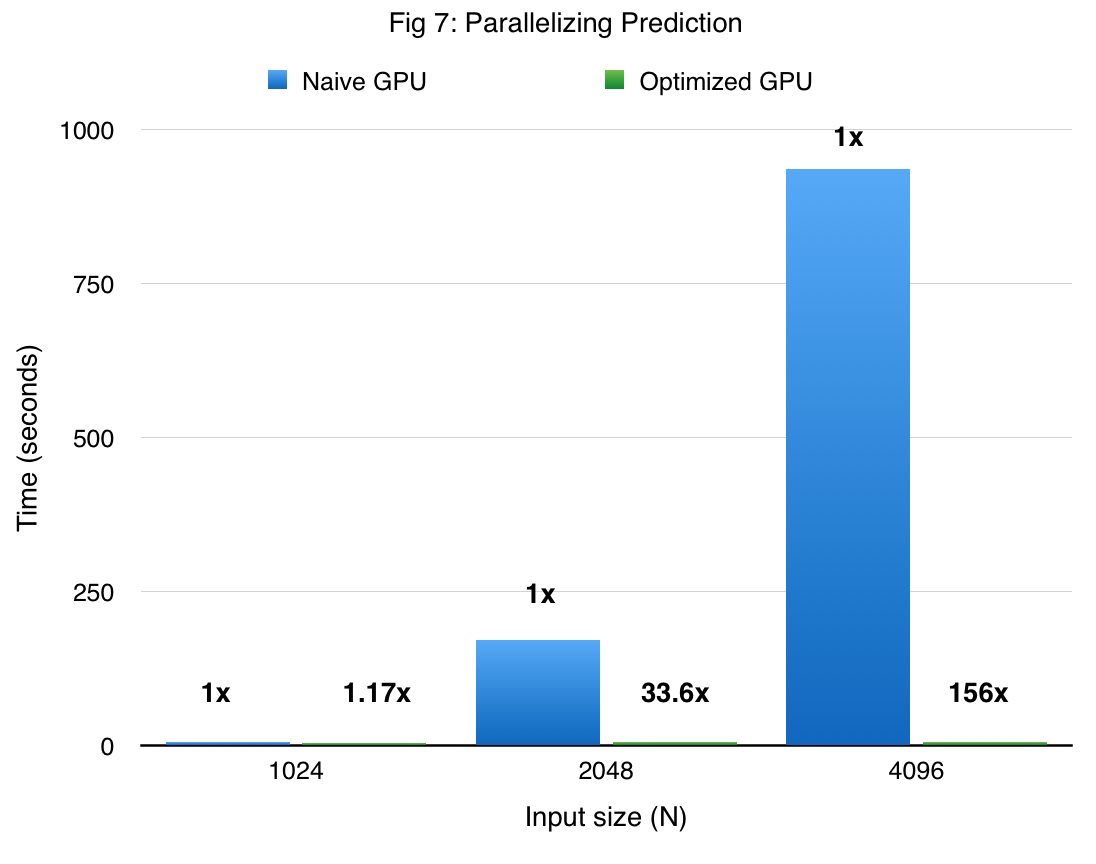 Fig 7: Parallelizing Prediction
Naive GPU
Optimized GPU
1000
750
500
250
0
Time (seconds)
1x
1.17x
1x
33.6x
1x
156x
1024
2048
4096
Input size (N)